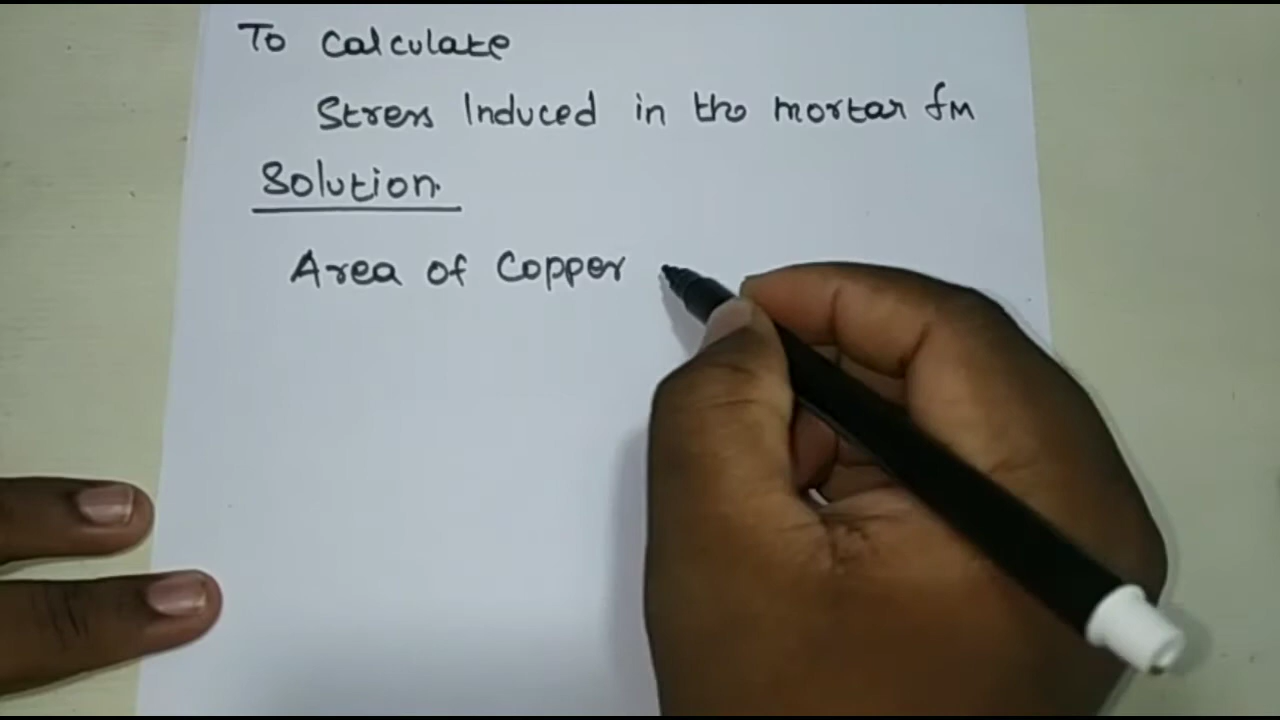 To Calculate
Stress Induced in the mortar fM
Solution
Area of Copper